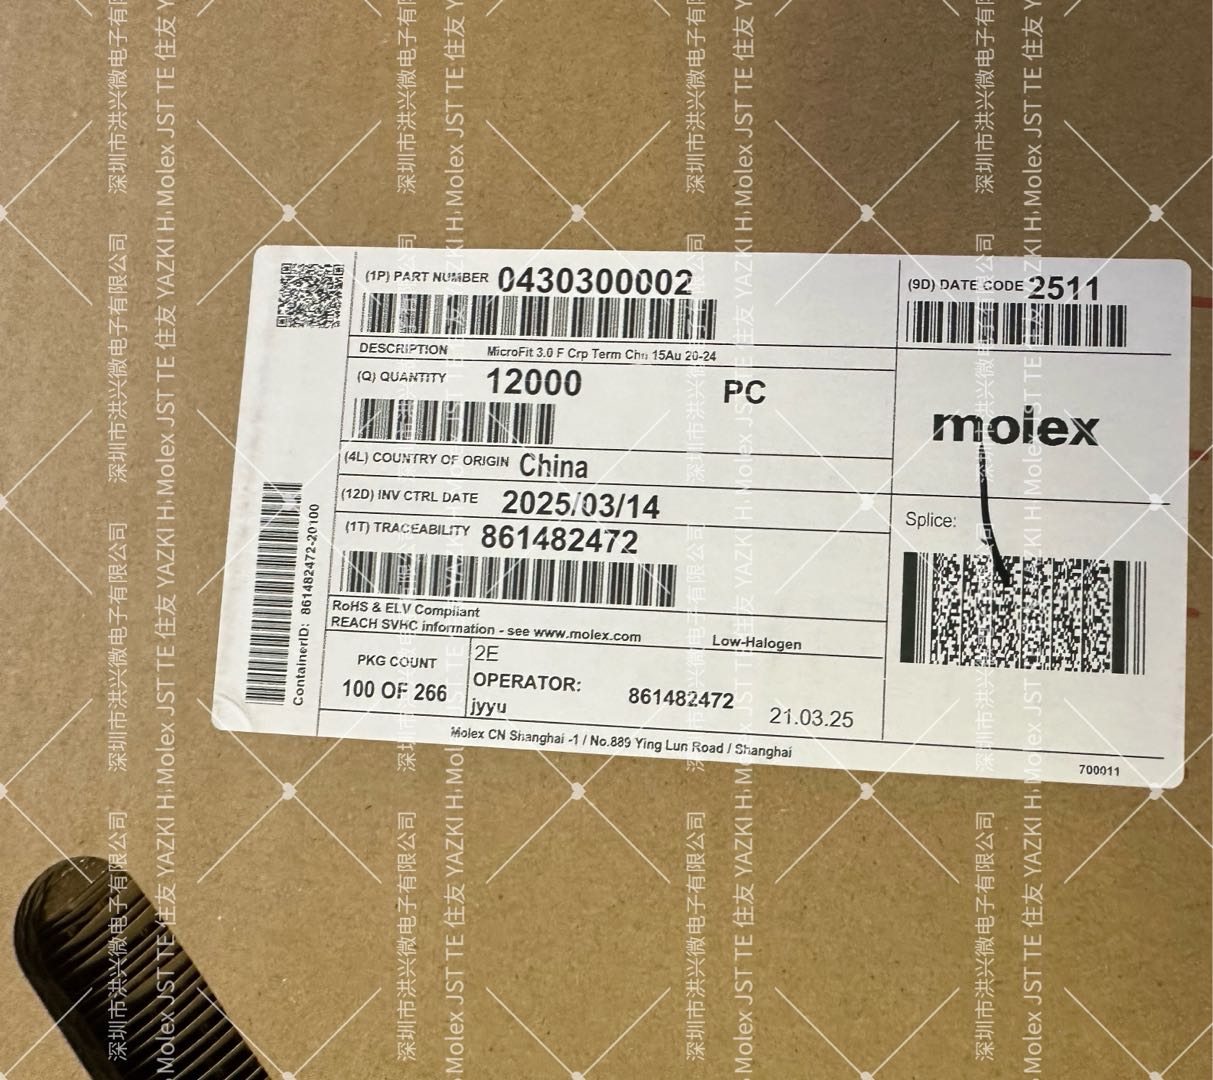 (1P) PART NUMBER 0430300002
(9D) DATE CODE 2511
DESCRIPTION MicroFit 3.0 F Crp Term Chn 15Au 20-24
(Q) QUANTITY 12000 PC
molex
(4L) COUNTRY OF ORIGIN China
(12D) INV CTRL DATE 2025/03/14
Splice:
(1T) TRACEABILITY 861482472
ContainerID: 861482472-20100
RoHS & ELV Compliant
REACH SVHC information - see www.molex.com Low-Halogen
PKG COUNT
100 OF 266
2E
OPERATOR: 861482472
jyyu 21.03.25
Molex CN Shanghai -1 / No.889 Ying Lun Road / Shanghai
700011
深圳市洪兴微电子有限公司
Molex JST TE 住友 YAZKI